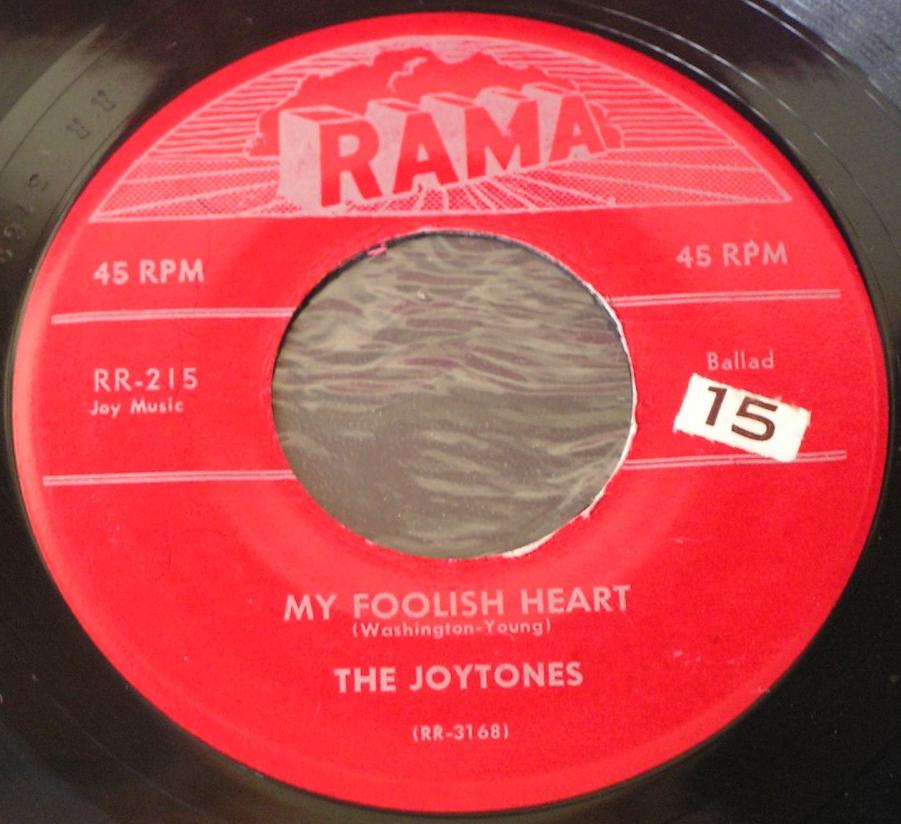 RAMA
45 RPM
45 RPM
RR-215
Joy Music
Ballad
15
MY FOOLISH HEART
(Washington-Young)
THE JOYTONES
(RR-3168)